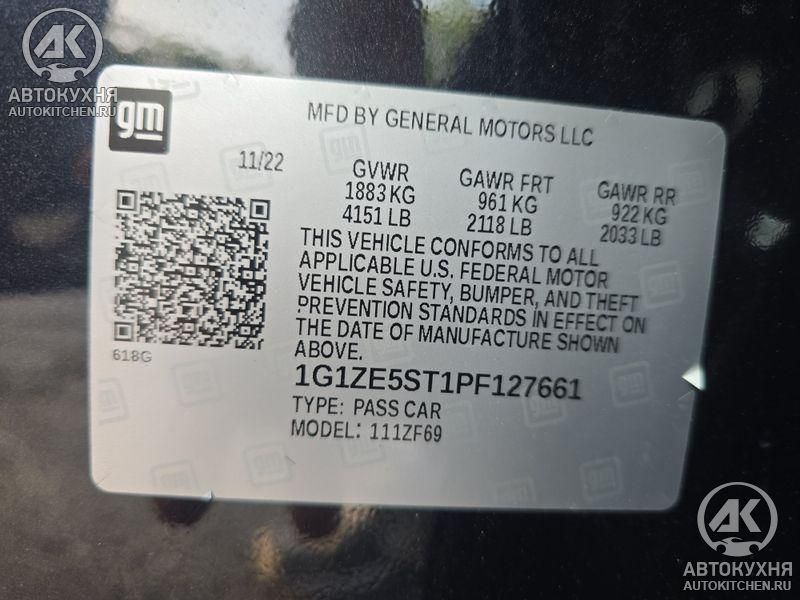 AK
АВТОКУХНЯ
AUTOKITCHEN.RU
gm
MFD BY GENERAL MOTORS LLC
11/22
GVWR
1883 KG
4151 LB
GAWR FRT
961 KG
2118 LB
GAWR RR
922 KG
2033 LB
THIS VEHICLE CONFORMS TO ALL
APPLICABLE U.S. FEDERAL MOTOR
VEHICLE SAFETY, BUMPER, AND THEFT
PREVENTION STANDARDS IN EFFECT ON
THE DATE OF MANUFACTURE SHOWN
ABOVE.
618G
1G1ZE5ST1PF127661
TYPE: PASS CAR
MODEL: 111ZF69
AK
АВТОКУХНЯ
AUTOKITCHEN.RU